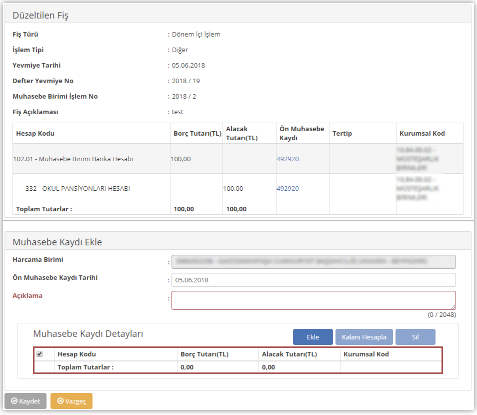 Düzeltilen Fiş
Fiş Türü : Dönem İçi İşlem
İşlem Tipi : Diğer
Yevmiye Tarihi : 05.06.2018
Defter Yevmiye No : 2018 / 19
Muhasebe Birimi İşlem No : 2018 / 2
Fiş Açıklaması : test
Hesap Kodu Borç Tutarı(TL) Alacak Tutarı(TL) Ön Muhasebe Kaydı Tertip Kurumsal Kod
102.01 - Muhasebe Birimi Banka Hesabı 100,00 492920
332 - OKUL PANSİYONLARI HESABI 100,00 492920
Toplam Tutarlar : 100,00 100,00
Muhasebe Kaydı Ekle
Harcama Birimi :
Ön Muhasebe Kaydı Tarihi : 05.06.2018
Açıklama :
(0 / 2048)
Muhasebe Kaydı Detayları Ekle Kalanı Hesapla Sil
Hesap Kodu Borç Tutarı(TL) Alacak Tutarı(TL) Kurumsal Kod
Toplam Tutarlar : 0,00 0,00
Kaydet Vazgeç